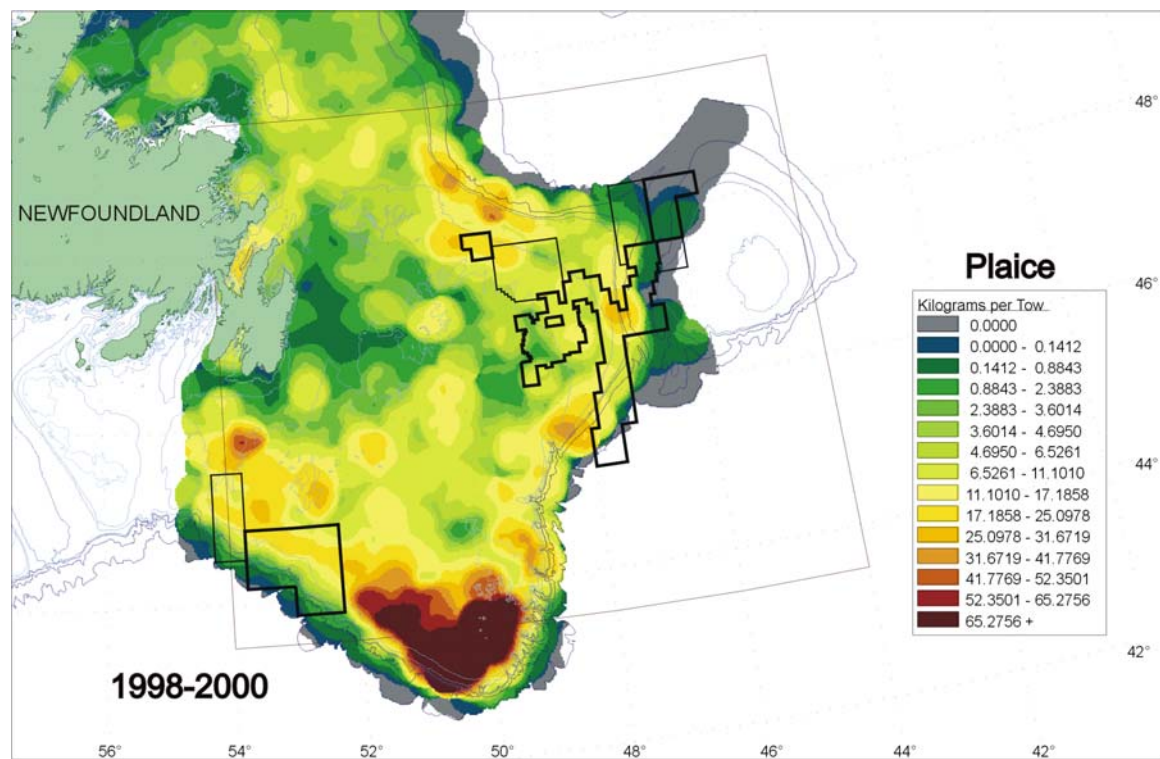 48°
NEWFOUNDLAND
Plaice
46°
Kilograms per Tow
0.0000
0.0000 - 0.1412
0.1412 - 0.8843
0.8843 - 2.3883
2.3883 - 3.6014
3.6014 - 4.6950
4.6950 - 6.5261
6.5261 - 11.1010
11.1010 - 17.1858
17.1858 - 25.0978
25.0978 - 31.6719
31.6719 - 41.7769
41.7769 - 52.3501
52.3501 - 65.2756
65.2756 +
44°
42°
1998-2000
56° 54° 52° 50° 48° 46° 44° 42°